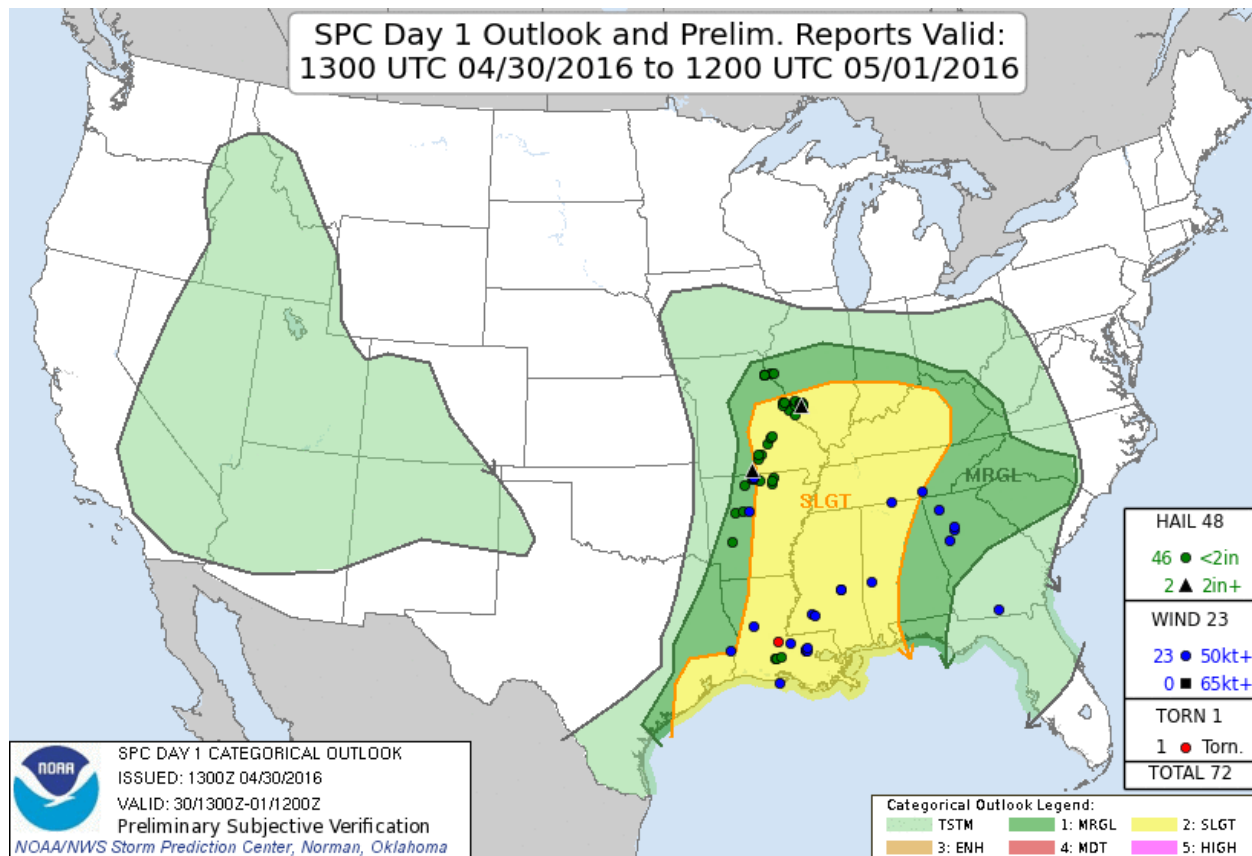 SPC Day 1 Outlook and Prelim. Reports Valid:
1300 UTC 04/30/2016 to 1200 UTC 05/01/2016
MRGL
SLGT
HAIL 48
46 <2in
2 2in+
WIND 23
23 50kt+
0 65kt+
TORN 1
1 Torn.
TOTAL 72
NOAA
SPC DAY 1 CATEGORICAL OUTLOOK
ISSUED: 1300Z 04/30/2016
VALID: 30/1300Z-01/1200Z
Preliminary Subjective Verification
NOAA/NWS Storm Prediction Center, Norman, Oklahoma
Categorical Outlook Legend:
TSTM 1: MRGL 2: SLGT
3: ENH 4: MDT 5: HIGH